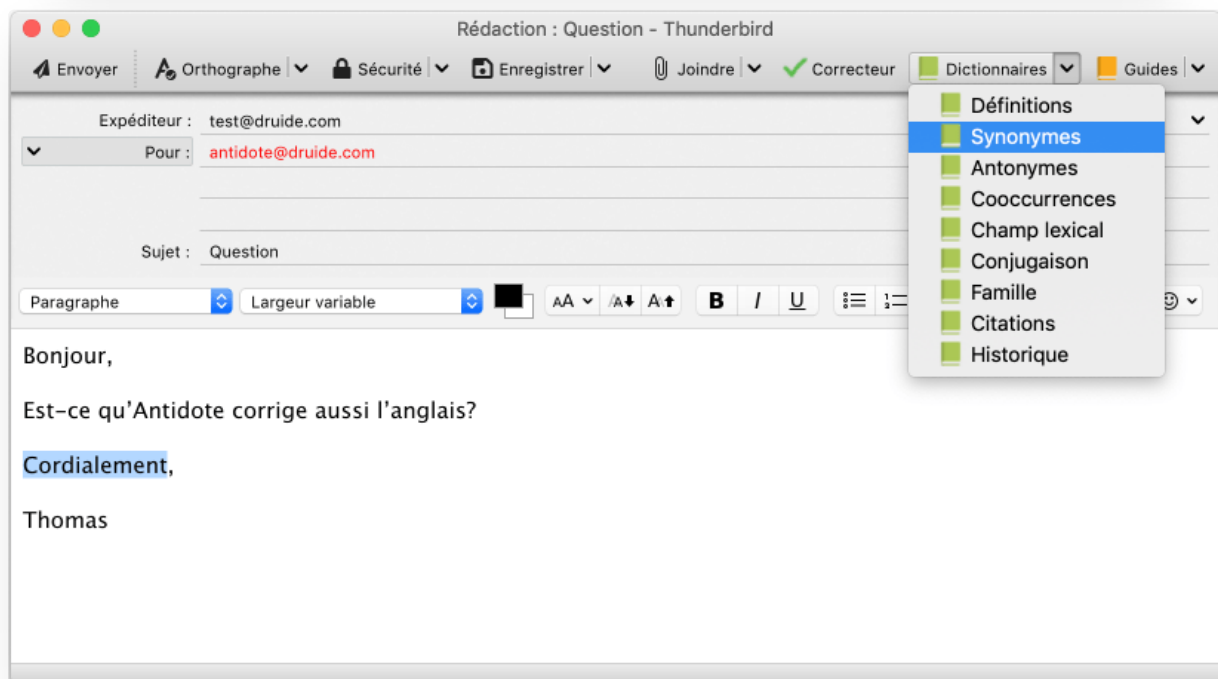 Rédaction : Question - Thunderbird
Envoyer Orthographe Sécurité Enregistrer Joindre Correcteur Dictionnaires Guides
Définitions
Synonymes
Antonymes
Cooccurrences
Champ lexical
Conjugaison
Famille
Citations
Historique
Expéditeur : test@druide.com
Pour : antidote@druide.com
Sujet : Question
Paragraphe Largeur variable AA A A B I U
Bonjour,
Est-ce qu’Antidote corrige aussi l’anglais?
Cordialement,
Thomas